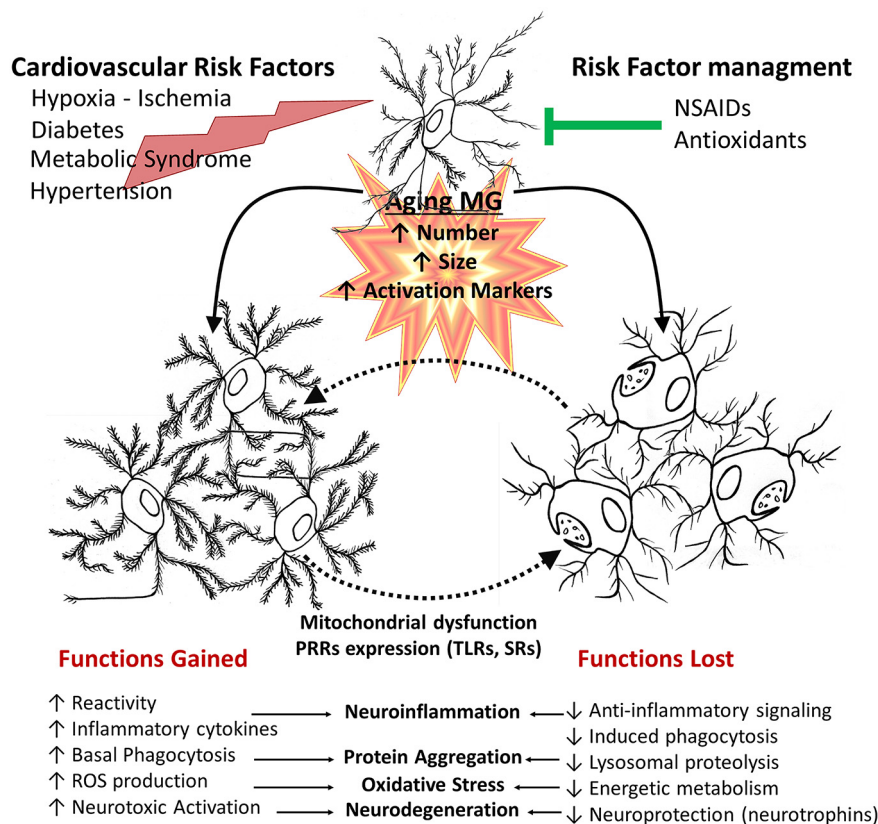 Cardiovascular Risk Factors
Hypoxia - Ischemia
Diabetes
Metabolic Syndrome
Hypertension
Risk Factor managment
NSAIDs
Antioxidants
Aging MG
↑ Number
↑ Size
↑ Activation Markers
Mitochondrial dysfunction
PRRs expression (TLRs, SRs)
Functions Gained
↑ Reactivity
↑ Inflammatory cytokines
↑ Basal Phagocytosis
↑ ROS production
↑ Neurotoxic Activation
Neuroinflammation
Protein Aggregation
Oxidative Stress
Neurodegeneration
Functions Lost
↓ Anti-inflammatory signaling
↓ Induced phagocytosis
↓ Lysosomal proteolysis
↓ Energetic metabolism
↓ Neuroprotection (neurotrophins)